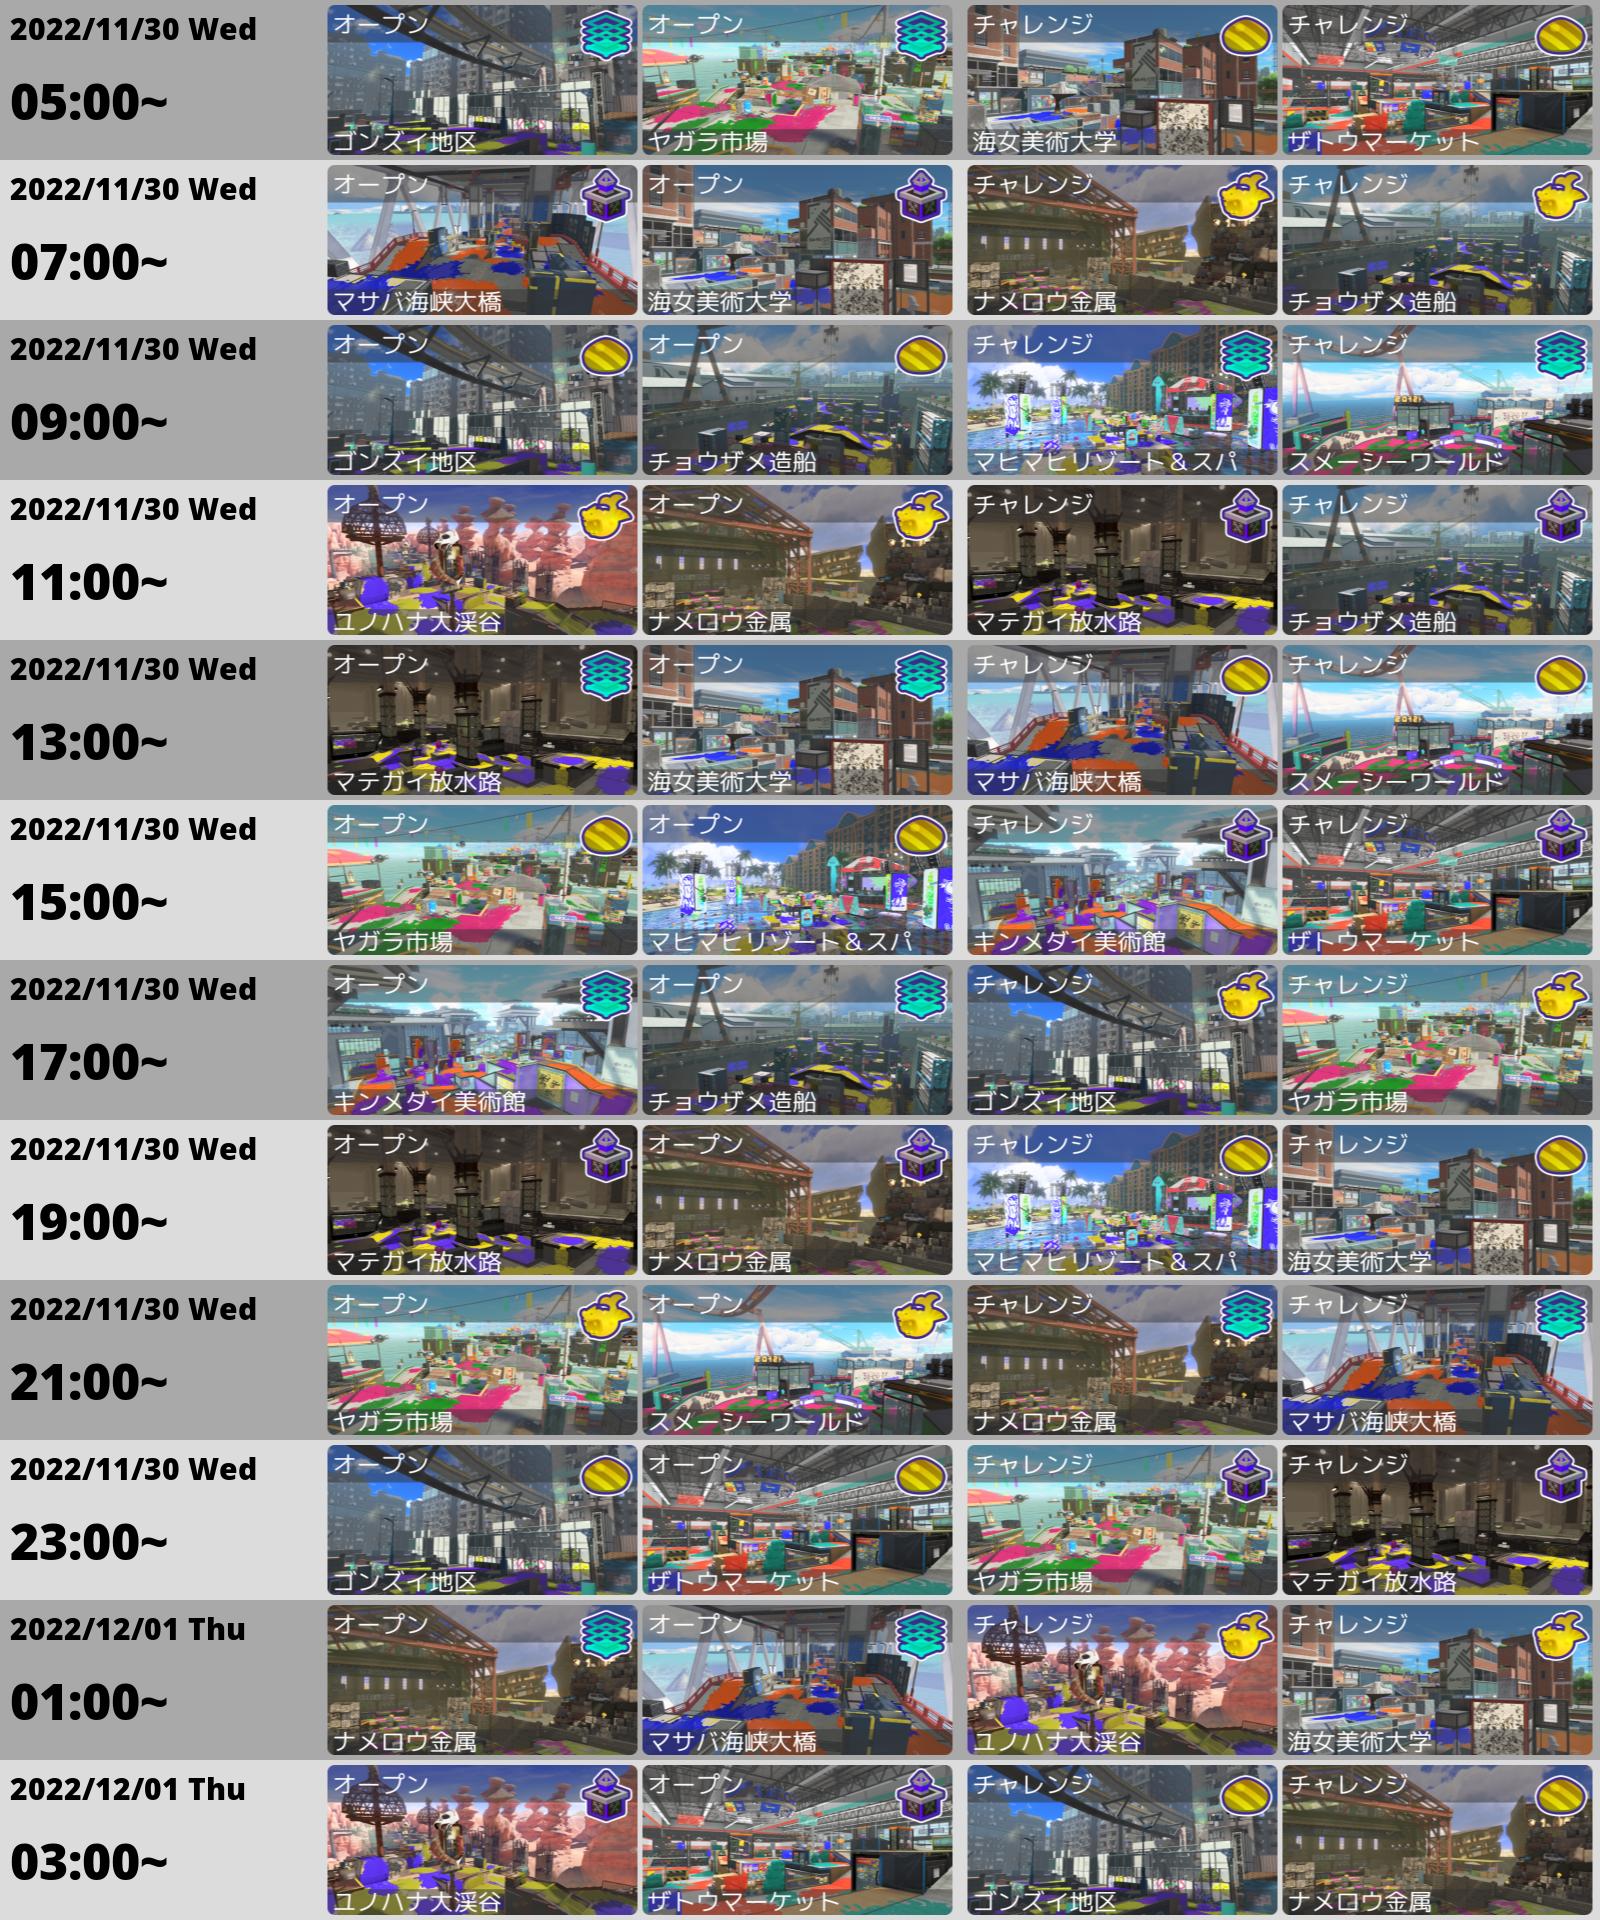 2022/11/30 Wed
05:00~
オープン
ゴンズイ地区
オープン
ヤガラ市場
チャレンジ
海女美術大学
チャレンジ
ザトウマーケット
2022/11/30 Wed
07:00~
オープン
マサバ海峡大橋
オープン
海女美術大学
チャレンジ
ナメロウ金属
チャレンジ
チョウザメ造船
2022/11/30 Wed
09:00~
オープン
ゴンズイ地区
オープン
チョウザメ造船
チャレンジ
マヒマヒリゾート＆スパ
チャレンジ
スメーシーワールド
2022/11/30 Wed
11:00~
オープン
ユノハナ大渓谷
オープン
ナメロウ金属
チャレンジ
マテガイ放水路
チャレンジ
チョウザメ造船
2022/11/30 Wed
13:00~
オープン
マテガイ放水路
オープン
海女美術大学
チャレンジ
マサバ海峡大橋
チャレンジ
スメーシーワールド
2022/11/30 Wed
15:00~
オープン
ヤガラ市場
オープン
マヒマヒリゾート＆スパ
チャレンジ
キンメダイ美術館
チャレンジ
ザトウマーケット
2022/11/30 Wed
17:00~
オープン
キンメダイ美術館
オープン
チョウザメ造船
チャレンジ
ゴンズイ地区
チャレンジ
ヤガラ市場
2022/11/30 Wed
19:00~
オープン
マテガイ放水路
オープン
ナメロウ金属
チャレンジ
マヒマヒリゾート＆スパ
チャレンジ
海女美術大学
2022/11/30 Wed
21:00~
オープン
ヤガラ市場
オープン
スメーシーワールド
チャレンジ
ナメロウ金属
チャレンジ
マサバ海峡大橋
2022/11/30 Wed
23:00~
オープン
ゴンズイ地区
オープン
ザトウマーケット
チャレンジ
ヤガラ市場
チャレンジ
マテガイ放水路
2022/12/01 Thu
01:00~
オープン
ナメロウ金属
オープン
マサバ海峡大橋
チャレンジ
ユノハナ大渓谷
チャレンジ
海女美術大学
2022/12/01 Thu
03:00~
オープン
ユノハナ大渓谷
オープン
ザトウマーケット
チャレンジ
ゴンズイ地区
チャレンジ
ナメロウ金属